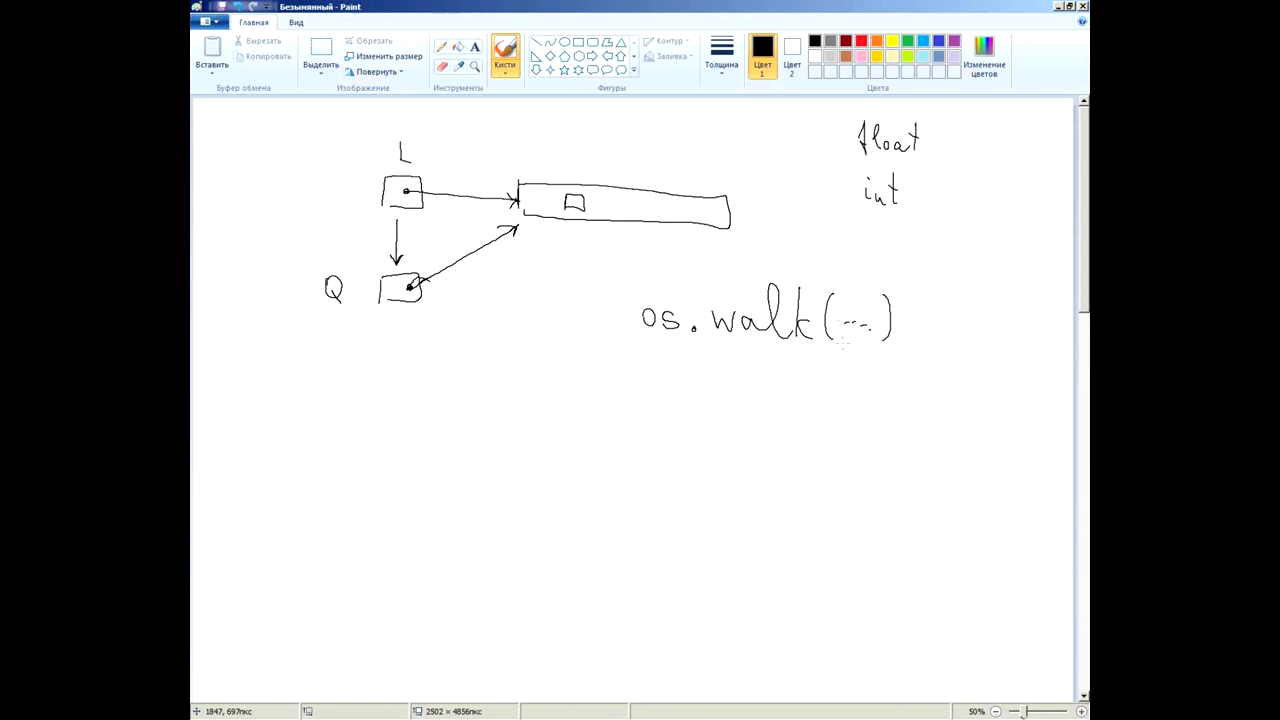 Безымянный - Paint
Главная
Вид
Вставить
Вырезать
Копировать
Буфер обмена
Выделить
Обрезать
Изменить размер
Повернуть
Изображение
A
Инструменты
Кисти
Контур
Заливка
Фигуры
Толщина
Цвет 1
Цвет 2
Изменение цветов
Цвета
float
L
int
Q
os.walk(...)
1847, 697пкс
2502 × 4856пкс
50%